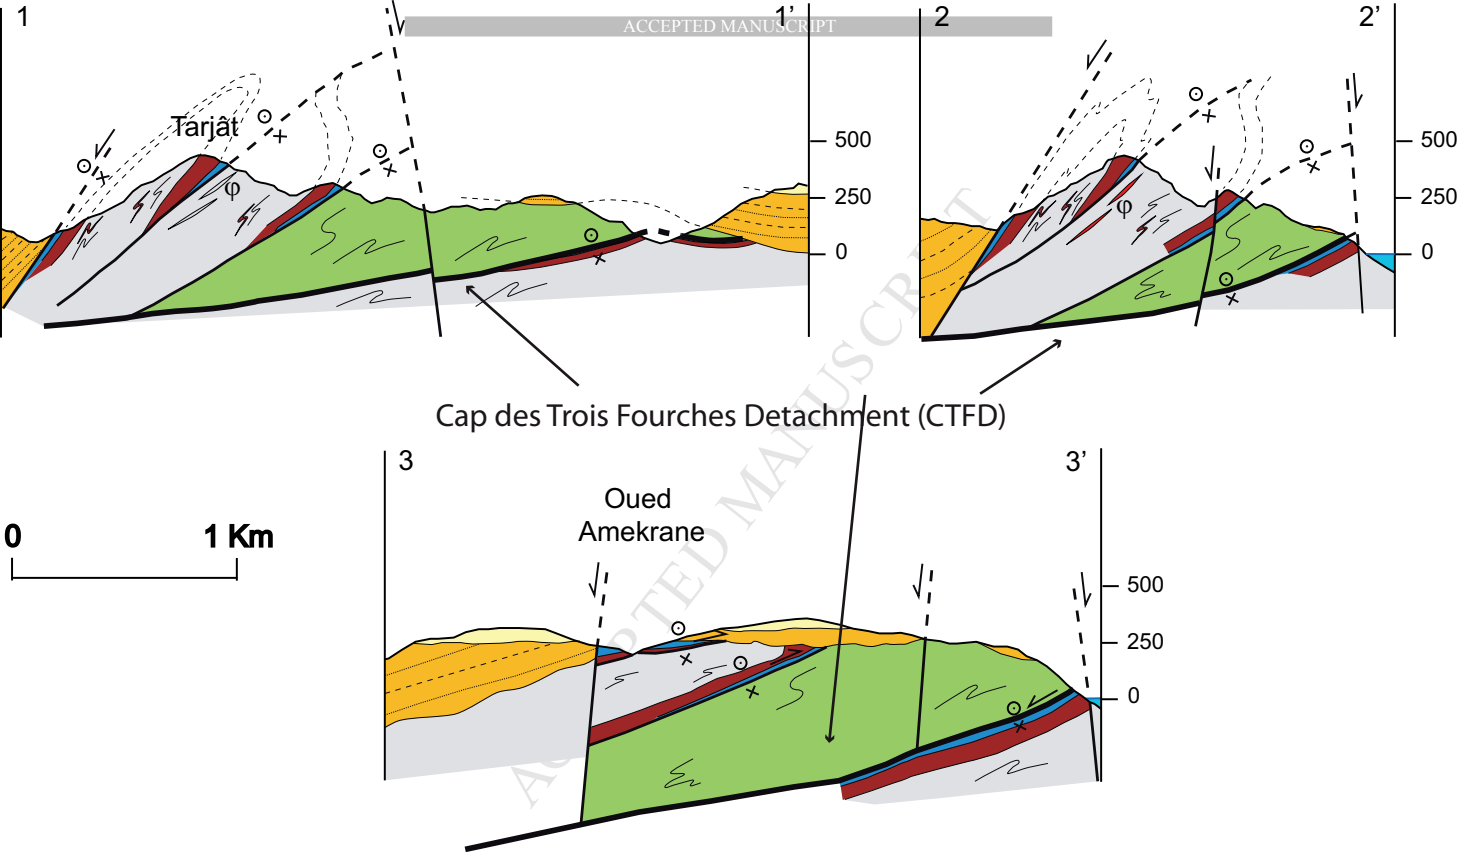 1
1’
ACCEPTED MANUSCRIPT
2
2’
Tarjât
φ
500
250
0
φ
500
250
0
ACCEPTED MANUSCRIPT
Cap des Trois Fourches Detachment (CTFD)
3
3’
Oued
Amekrane
0
1 Km
500
250
0